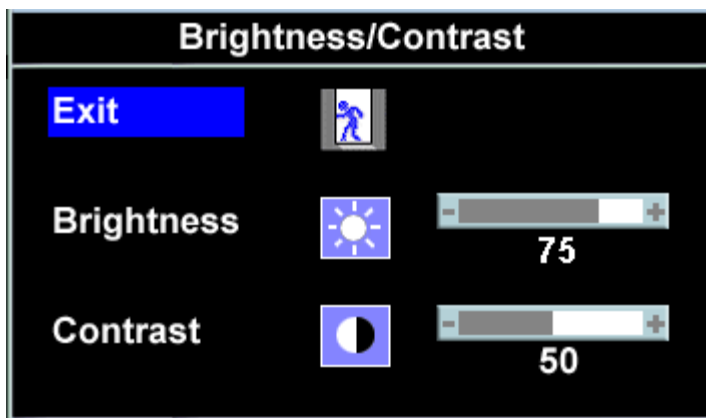 Brightness/Contrast
Exit
Brightness
- +
75
Contrast
- +
50